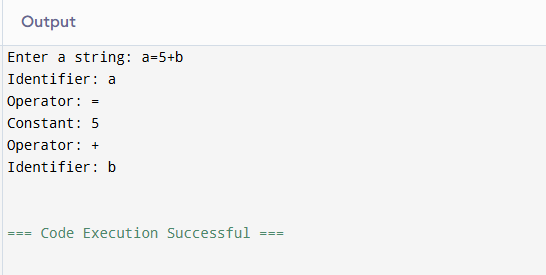 Output
Enter a string: a=5+b
Identifier: a
Operator: =
Constant: 5
Operator: +
Identifier: b
=== Code Execution Successful ===